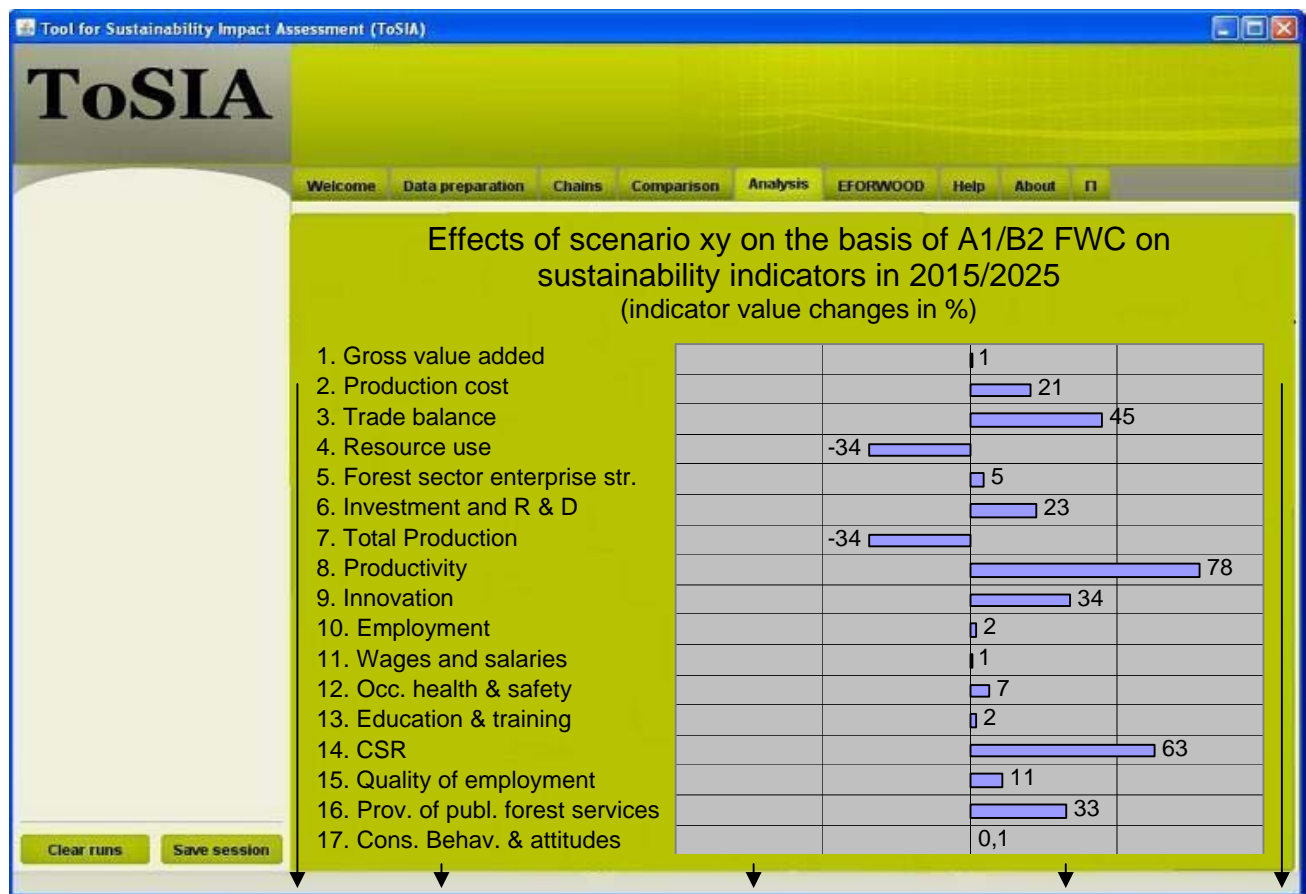 Tool for Sustainability Impact Assessment (ToSIA)
ToSIA
Welcome Data preparation Chains Comparison Analysis EFORWOOD Help About Π
Effects of scenario xy on the basis of A1/B2 FWC on
sustainability indicators in 2015/2025
(indicator value changes in %)
1. Gross value added 1
2. Production cost 21
3. Trade balance 45
4. Resource use -34
5. Forest sector enterprise str. 5
6. Investment and R & D 23
7. Total Production -34
8. Productivity 78
9. Innovation 34
10. Employment 2
11. Wages and salaries 1
12. Occ. health & safety 7
13. Education & training 2
14. CSR 63
15. Quality of employment 11
16. Prov. of publ. forest services 33
17. Cons. Behav. & attitudes 0,1
Clear runs Save session